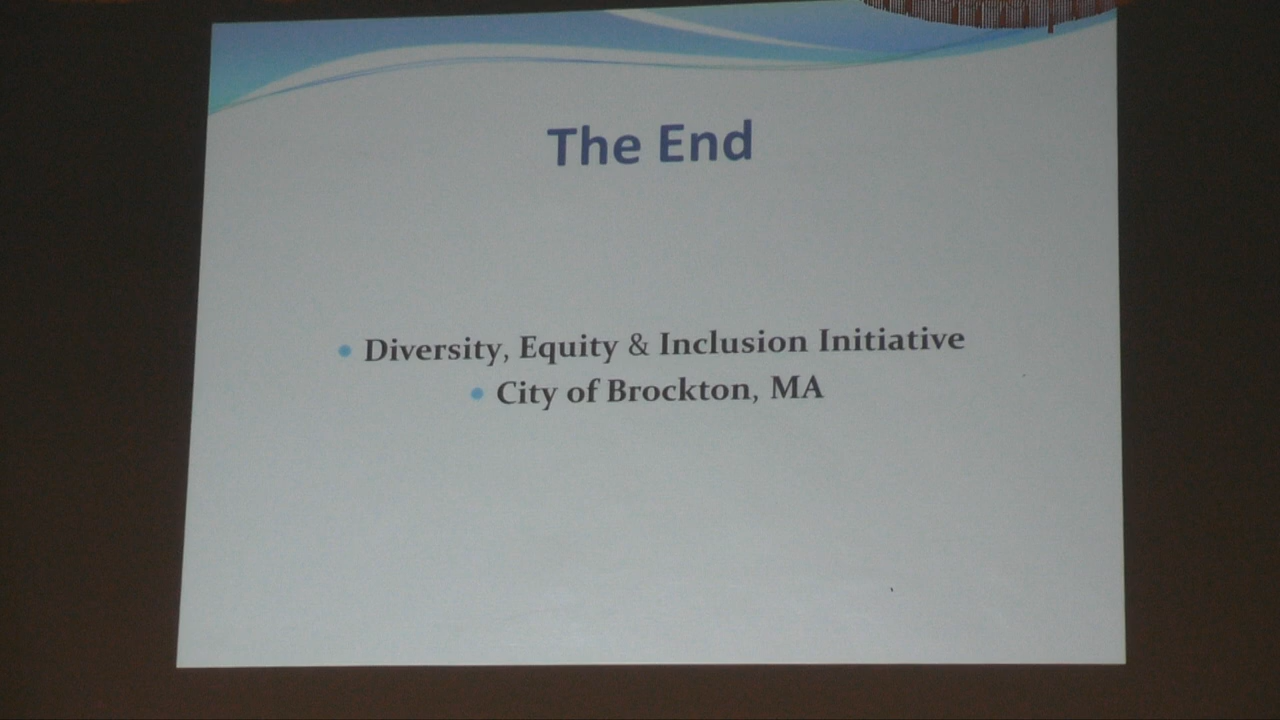 The End
• Diversity, Equity & Inclusion Initiative
• City of Brockton, MA